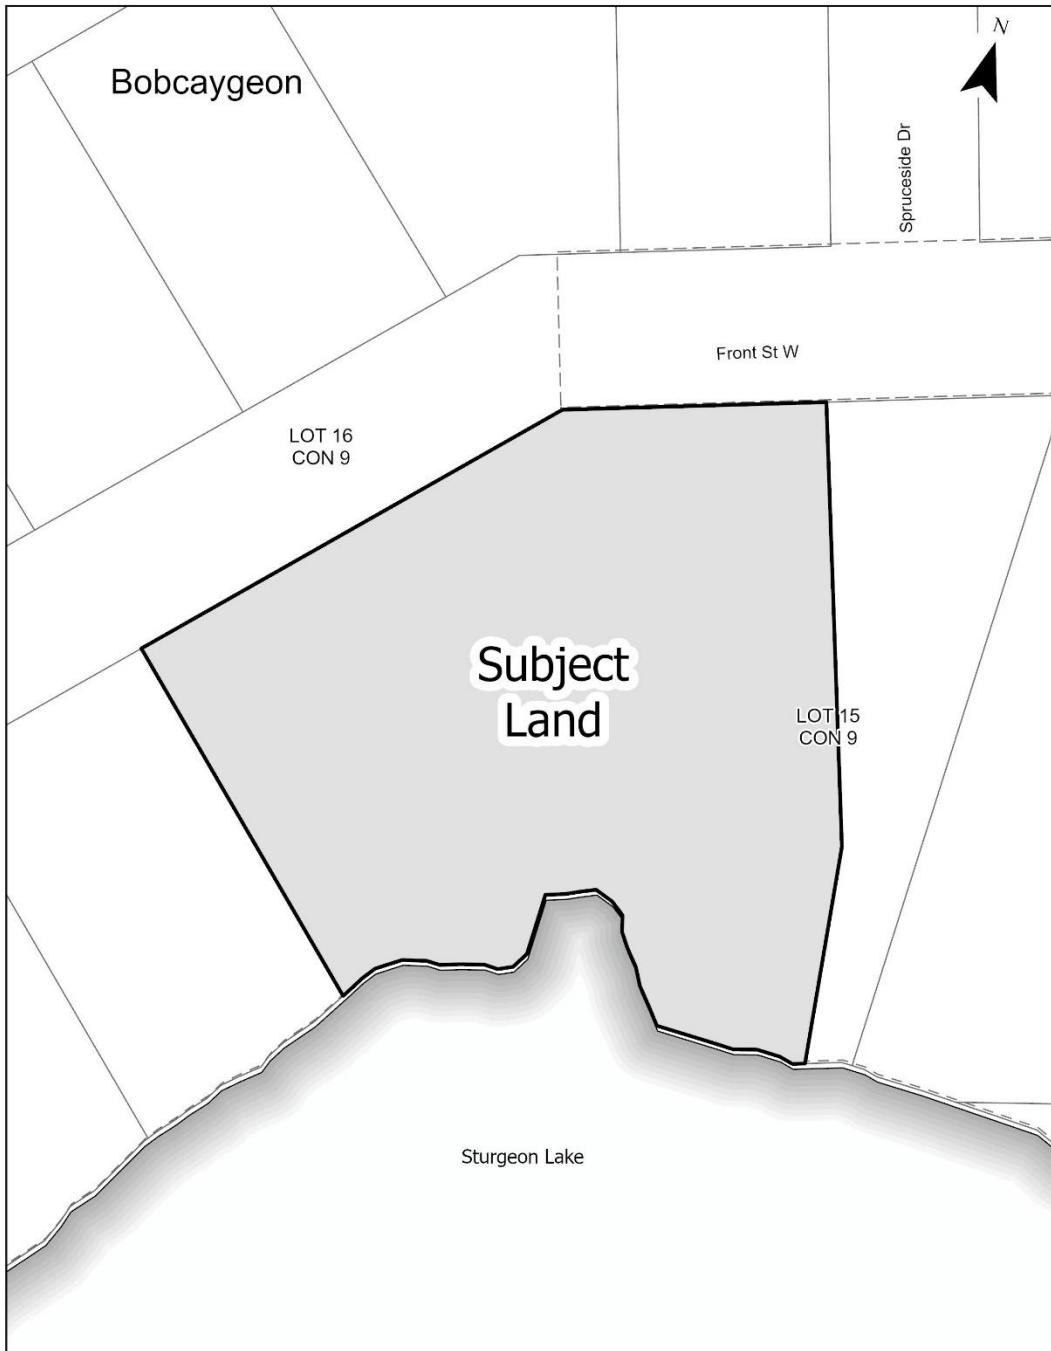 N
Bobcaygeon
Spruceside Dr
Front St W
LOT 16
CON 9
Subject
Land
LOT 15
CON 9
Sturgeon Lake